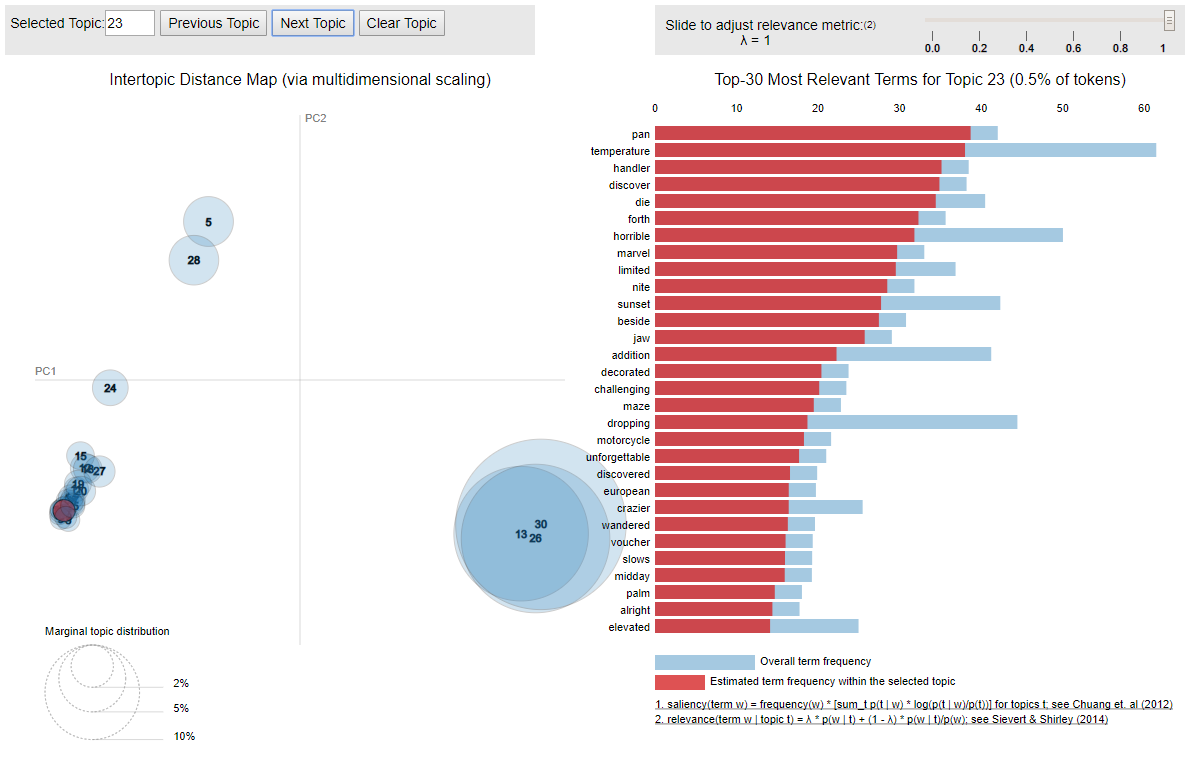 Selected Topic: 23 Previous Topic Next Topic Clear Topic
Slide to adjust relevance metric:(2)
λ = 1
0.0 0.2 0.4 0.6 0.8 1
Intertopic Distance Map (via multidimensional scaling)
PC2
PC1
5
28
24
15
27
19
20
30
13
26
Marginal topic distribution
2%
5%
10%
Top-30 Most Relevant Terms for Topic 23 (0.5% of tokens)
0 10 20 30 40 50 60
pan
temperature
handler
discover
die
forth
horrible
marvel
limited
nite
sunset
beside
jaw
addition
decorated
challenging
maze
dropping
motorcycle
unforgettable
discovered
european
crazier
wandered
voucher
slows
midday
palm
alright
elevated
Overall term frequency
Estimated term frequency within the selected topic
1. saliency(term w) = frequency(w) * [sum_t p(t | w) * log(p(t | w)/p(t))] for topics t; see Chuang et. al (2012)
2. relevance(term w | topic t) = λ * p(w | t) + (1 - λ) * p(w | t)/p(w); see Sievert & Shirley (2014)